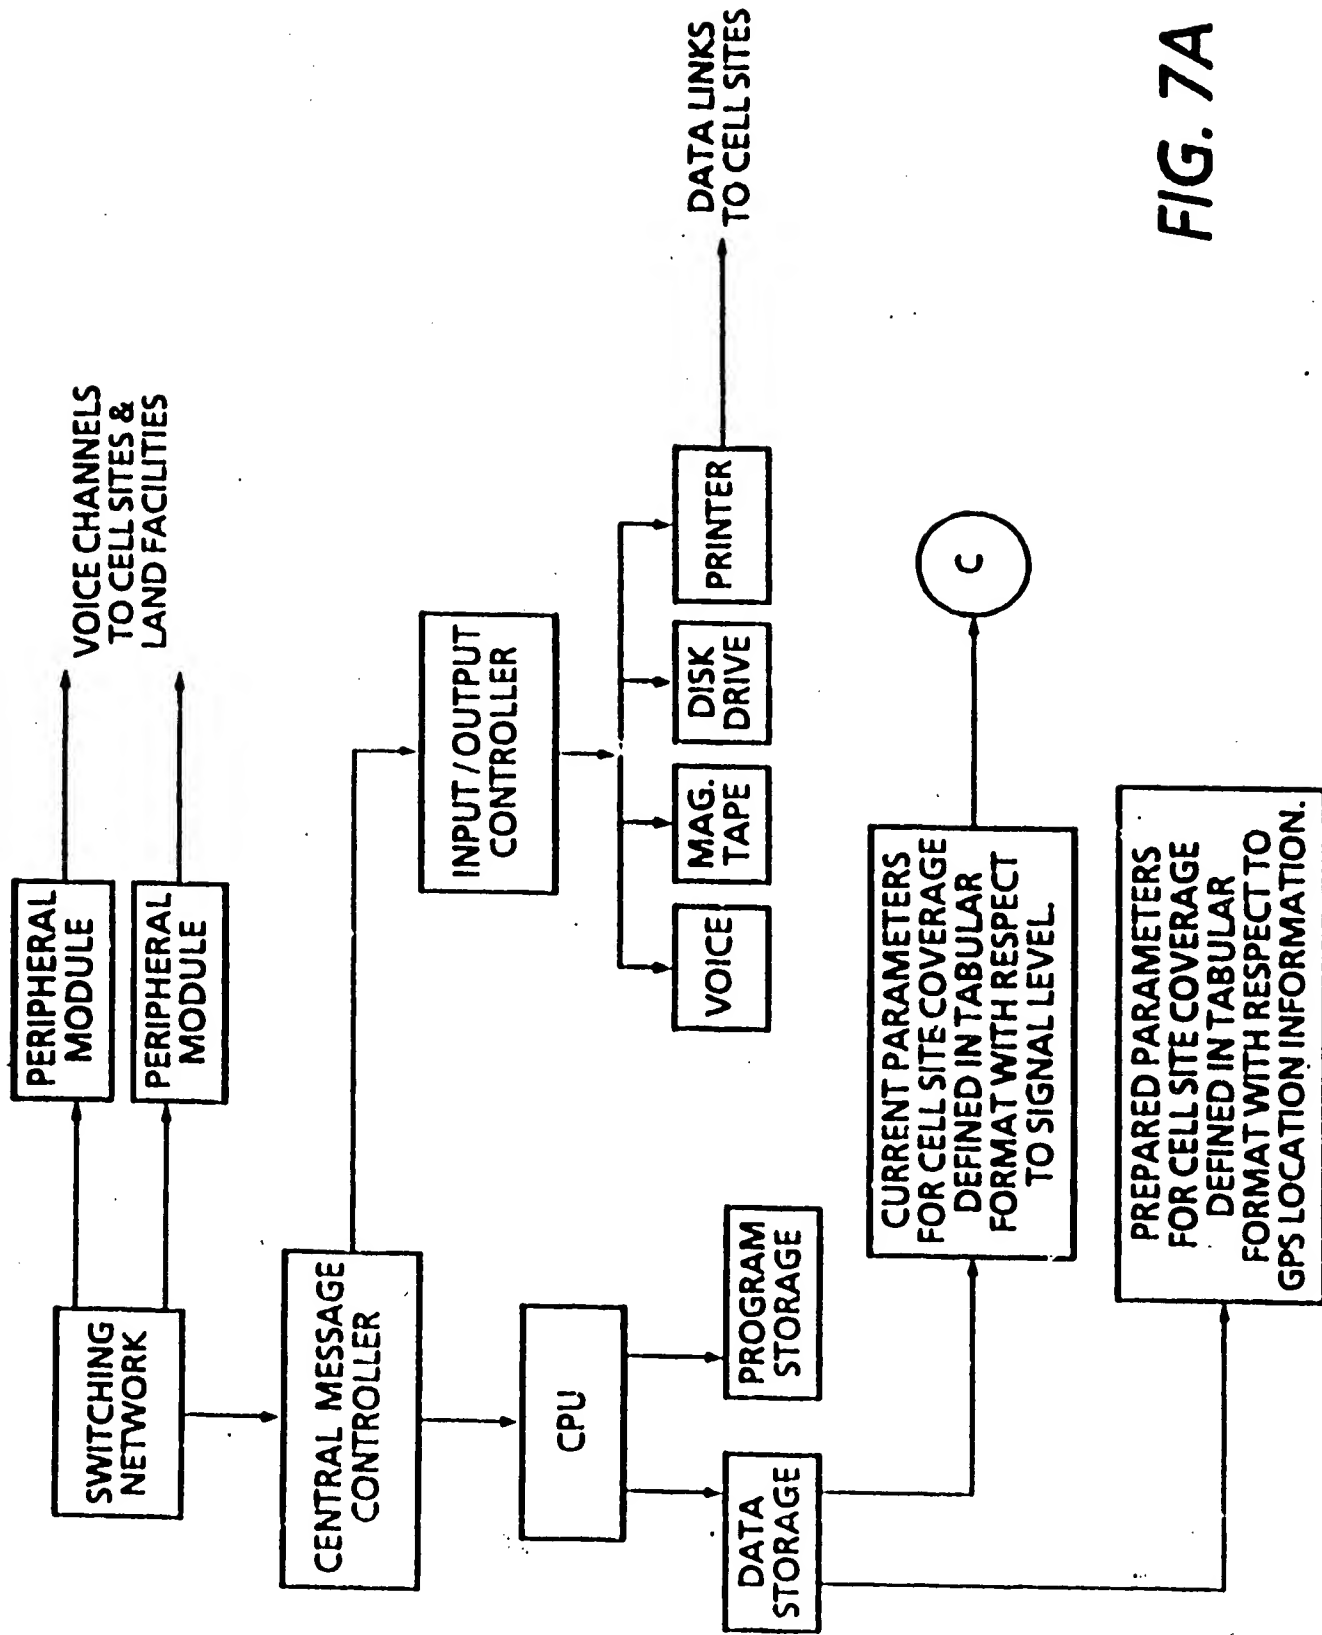 VOICE CHANNELS
TO CELL SITES &
LAND FACILITIES
PERIPHERAL
MODULE
PERIPHERAL
MODULE
SWITCHING
NETWORK
CENTRAL MESSAGE
CONTROLLER
INPUT/OUTPUT
CONTROLLER
CPU
DATA LINKS
TO CELL SITES
VOICE
MAG.
TAPE
DISK
DRIVE
PRINTER
DATA
STORAGE
PROGRAM
STORAGE
CURRENT PARAMETERS
FOR CELL SITE COVERAGE
DEFINED IN TABULAR
FORMAT WITH RESPECT
TO SIGNAL LEVEL.
C
PREPARED PARAMETERS
FOR CELL SITE COVERAGE
DEFINED IN TABULAR
FORMAT WITH RESPECT TO
GPS LOCATION INFORMATION.
FIG. 7A